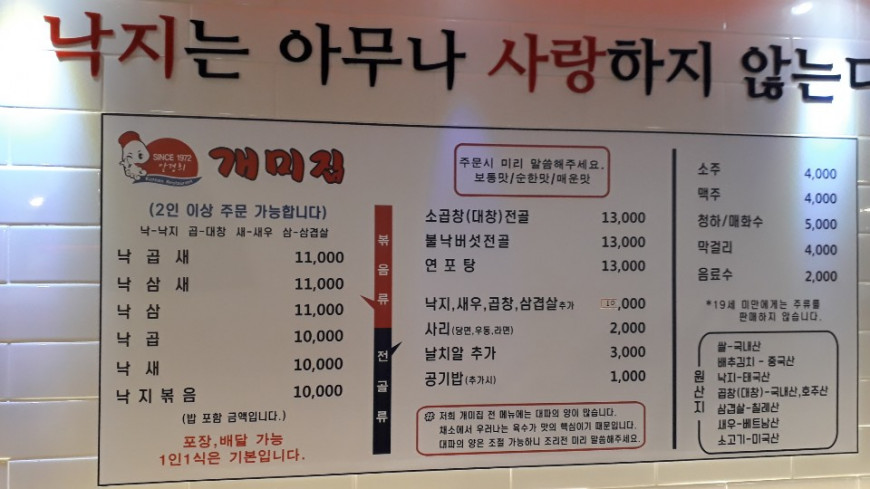 낙지는 아무나 사랑하지 않는다
SINCE 1972
안경희
Korean Restaurant
개미집
(2인 이상 주문 가능합니다)
낙-낙지 곱-대창 새-새우 삼-삼겹살
낙 곱 새 11,000
낙 삼 새 11,000
낙 삼 11,000
낙 곱 10,000
낙 새 10,000
낙지볶음 10,000
(밥 포함 금액입니다.)
포장,배달 가능
1인1식은 기본입니다.
볶음류
전골류
주문시 미리 말씀해주세요.
보통맛/순한맛/매운맛
소곱창(대창)전골 13,000
불낙버섯전골 13,000
연 포 탕 13,000
낙지,새우,곱창,삼겹살추가 10,000
사리(당면,우동,라면) 2,000
날치알 추가 3,000
공기밥(추가시) 1,000
# 저희 개미집 전 메뉴에는 대파의 양이 많습니다.
채소에서 우러나는 육수가 맛의 핵심이기 때문입니다.
대파의 양은 조절 가능하니 조리전 미리 말씀해주세요.
소주 4,000
맥주 4,000
청하/매화수 5,000
막걸리 4,000
음료수 2,000
*19세 미만에게는 주류를
판매하지 않습니다.
원산지
쌀-국내산
배추김치 - 중국산
낙지-태국산
곱창(대창)-국내산,호주산
삼겹살-칠레산
새우-베트남산
소고기-미국산